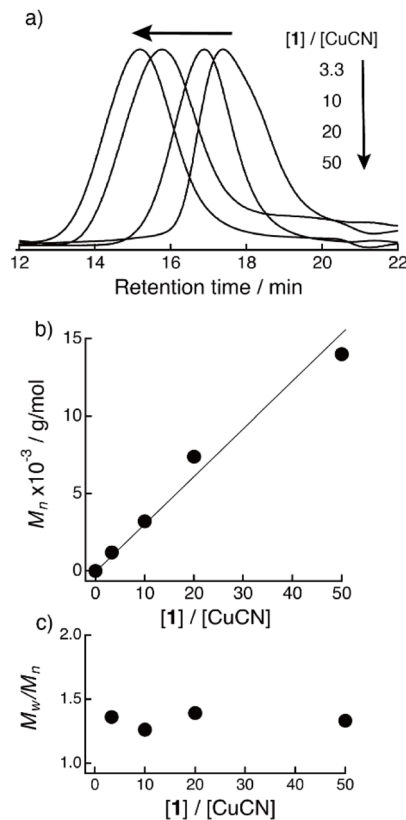 a)
[1] / [CuCN]
3.3
10
20
50
12 14 16 18 20 22
Retention time / min
b)
15
10
5
0
Mn x10-3 / g/mol
0 10 20 30 40 50
[1] / [CuCN]
c)
2.0
1.5
1.0
Mw/Mn
0 10 20 30 40 50
[1] / [CuCN]